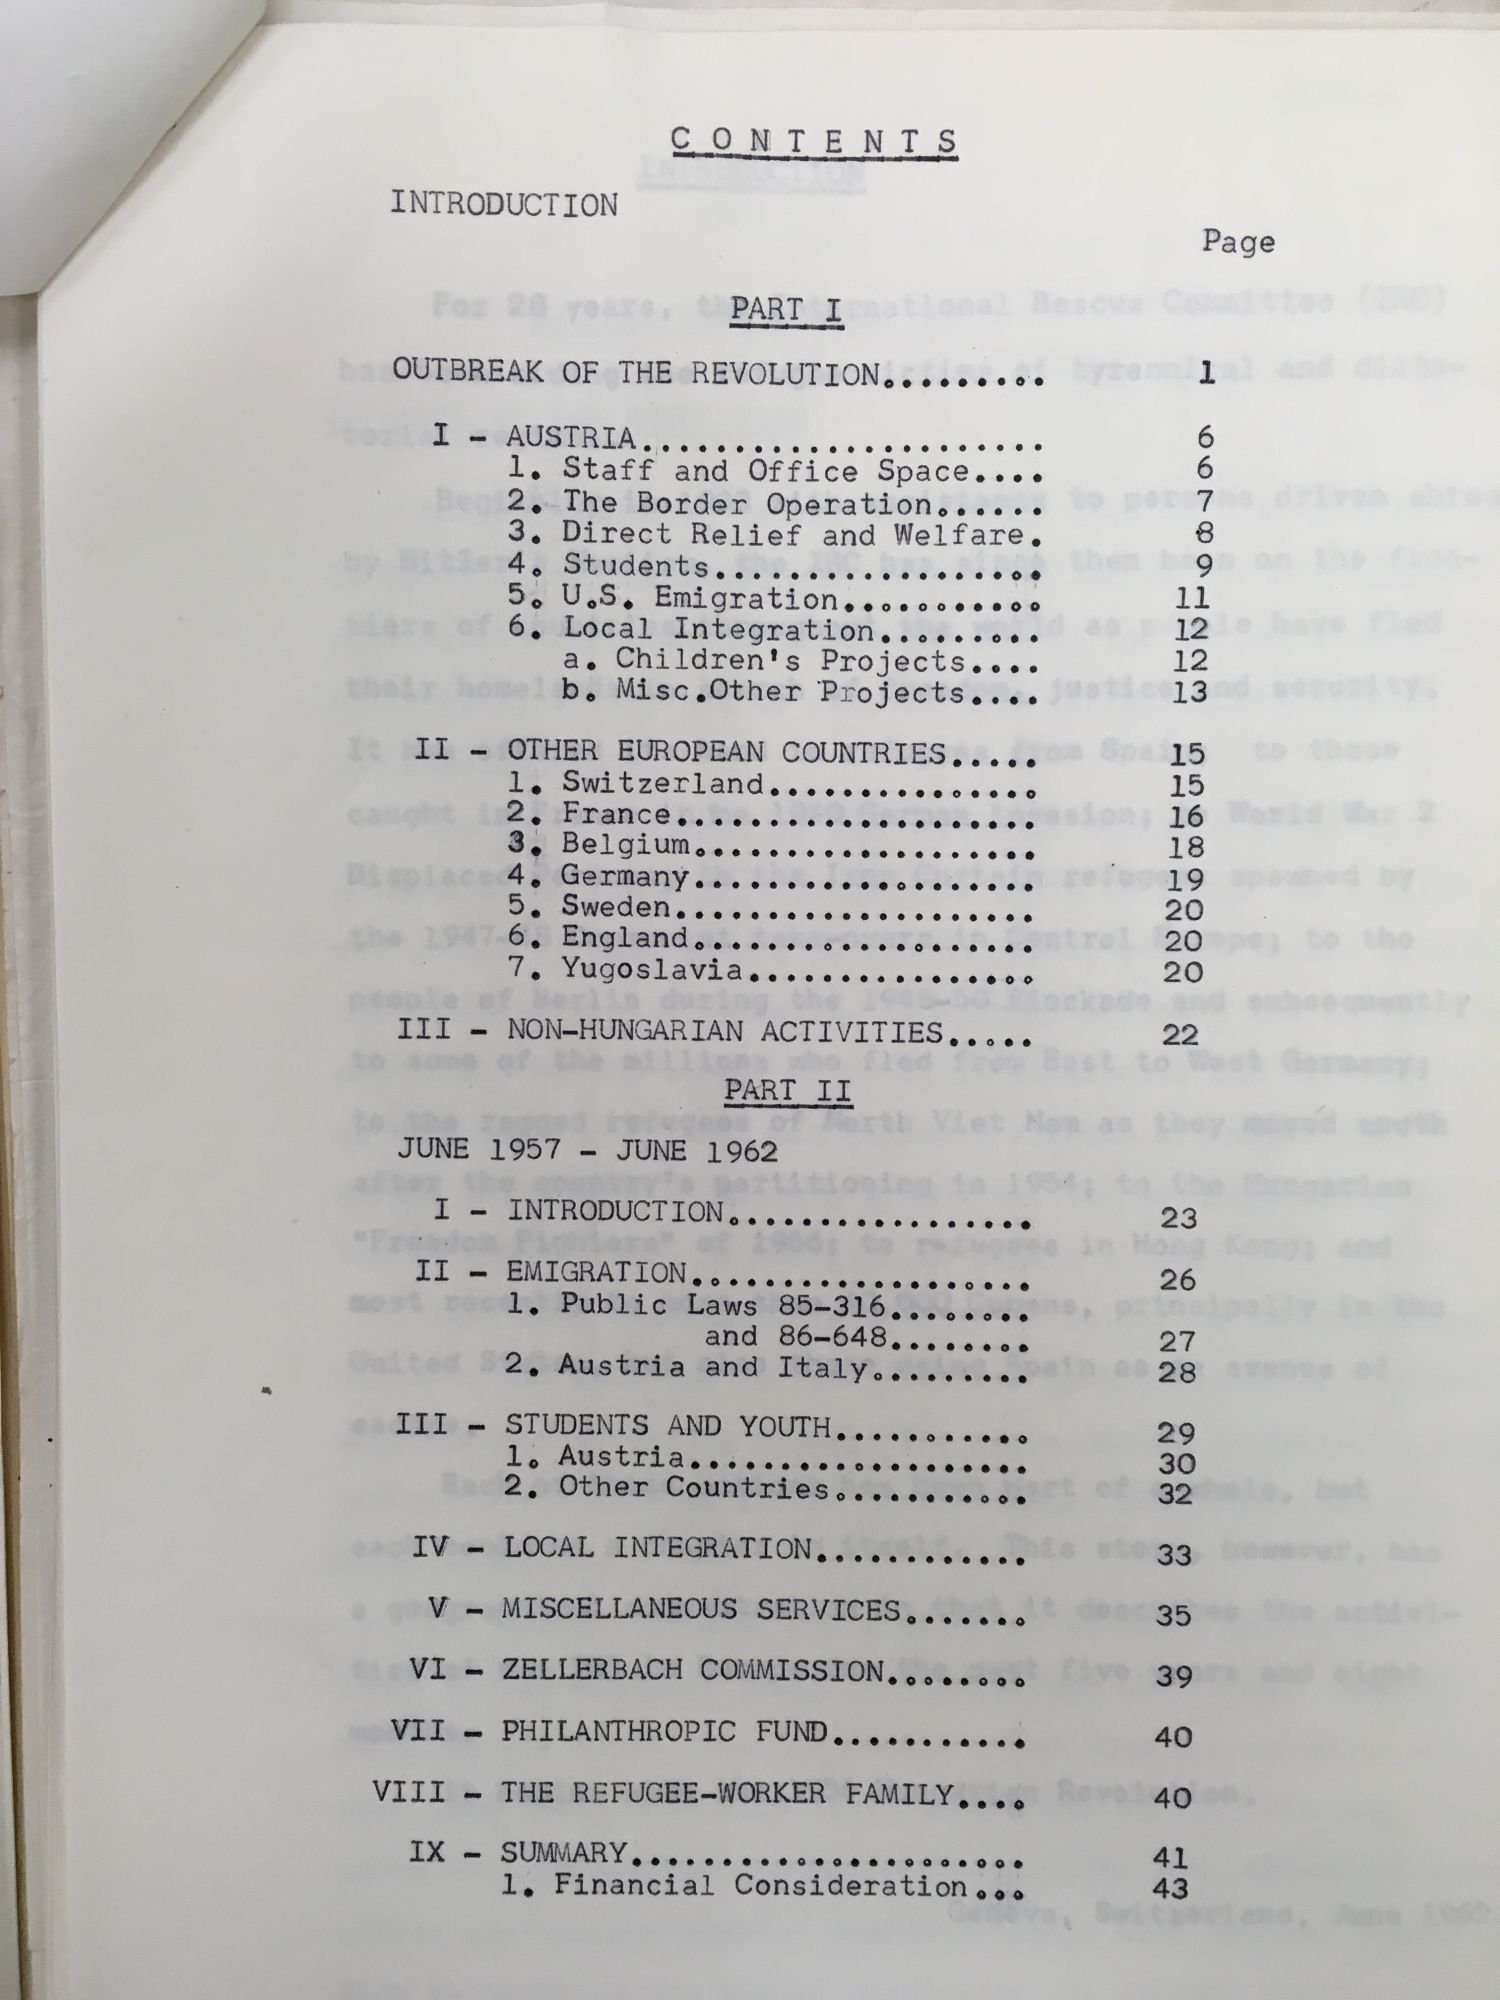 CONTENTS
INTRODUCTION
Page
PART I
OUTBREAK OF THE REVOLUTION......... 1
I - AUSTRIA...................... 6
1. Staff and Office Space.... 6
2. The Border Operation...... 7
3. Direct Relief and Welfare. 8
4. Students.................. 9
5. U.S. Emigration........... 11
6. Local Integration......... 12
a. Children's Projects.... 12
b. Misc.Other Projects.... 13
II - OTHER EUROPEAN COUNTRIES..... 15
1. Switzerland............... 15
2. France.................... 16
3. Belgium................... 18
4. Germany................... 19
5. Sweden.................... 20
6. England................... 20
7. Yugoslavia................ 20
III - NON-HUNGARIAN ACTIVITIES..... 22
PART II
JUNE 1957 - JUNE 1962
I - INTRODUCTION................. 23
II - EMIGRATION................... 26
1. Public Laws 85-316........
and 86-648........ 27
2. Austria and Italy......... 28
III - STUDENTS AND YOUTH........... 29
1. Austria................... 30
2. Other Countries........... 32
IV - LOCAL INTEGRATION............ 33
V - MISCELLANEOUS SERVICES....... 35
VI - ZELLERBACH COMMISSION........ 39
VII - PHILANTHROPIC FUND........... 40
VIII - THE REFUGEE-WORKER FAMILY.... 40
IX - SUMMARY...................... 41
1. Financial Consideration... 43